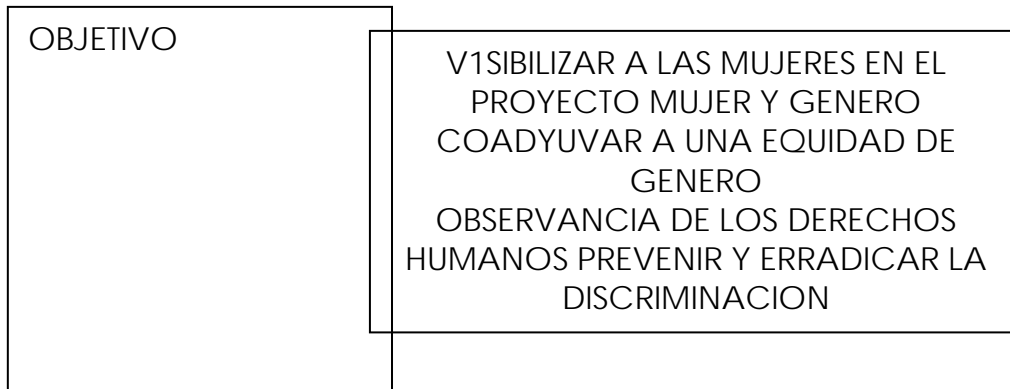 OBJETIVO
V1SIBILIZAR A LAS MUJERES EN EL
PROYECTO MUJER Y GENERO
COADYUVAR A UNA EQUIDAD DE
GENERO
OBSERVANCIA DE LOS DERECHOS
HUMANOS PREVENIR Y ERRADICAR LA
DISCRIMINACION